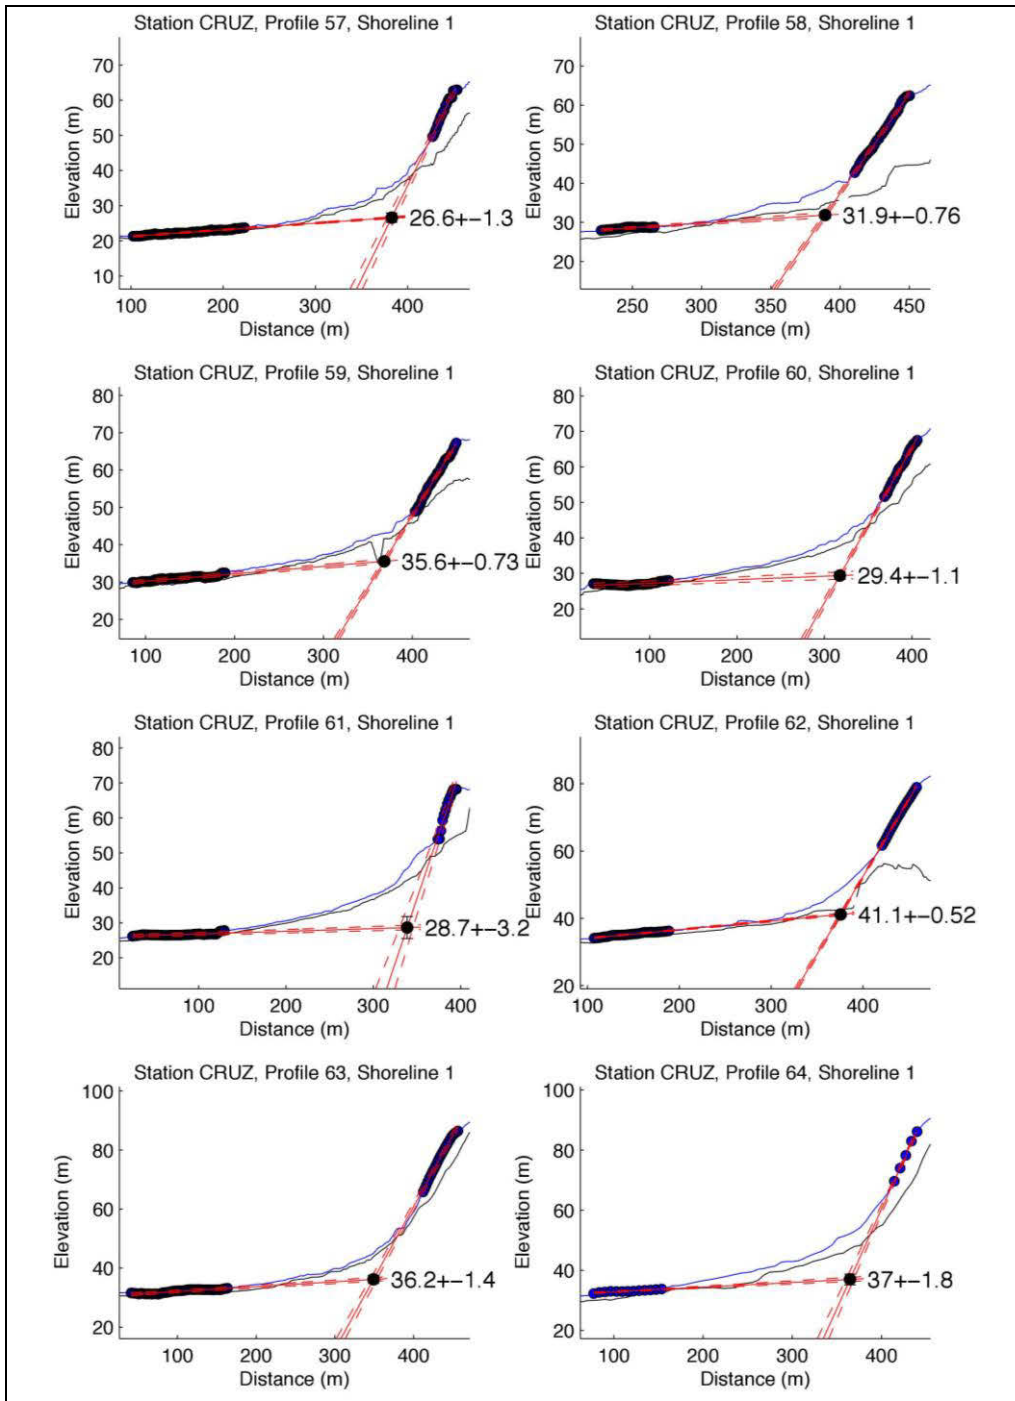 Station CRUZ, Profile 57, Shoreline 1
Elevation (m)
70
60
50
40
30
20
10
26.6+−1.3
100 200 300 400
Distance (m)
Station CRUZ, Profile 58, Shoreline 1
Elevation (m)
70
60
50
40
30
20
31.9+−0.76
250 300 350 400 450
Distance (m)
Station CRUZ, Profile 59, Shoreline 1
Elevation (m)
80
70
60
50
40
30
20
35.6+−0.73
100 200 300 400
Distance (m)
Station CRUZ, Profile 60, Shoreline 1
Elevation (m)
80
70
60
50
40
30
20
29.4+−1.1
100 200 300 400
Distance (m)
Station CRUZ, Profile 61, Shoreline 1
Elevation (m)
80
70
60
50
40
30
20
28.7+−3.2
100 200 300 400
Distance (m)
Station CRUZ, Profile 62, Shoreline 1
Elevation (m)
80
60
40
20
41.1+−0.52
100 200 300 400
Distance (m)
Station CRUZ, Profile 63, Shoreline 1
Elevation (m)
100
80
60
40
20
36.2+−1.4
100 200 300 400
Distance (m)
Station CRUZ, Profile 64, Shoreline 1
Elevation (m)
100
80
60
40
20
37+−1.8
100 200 300 400
Distance (m)